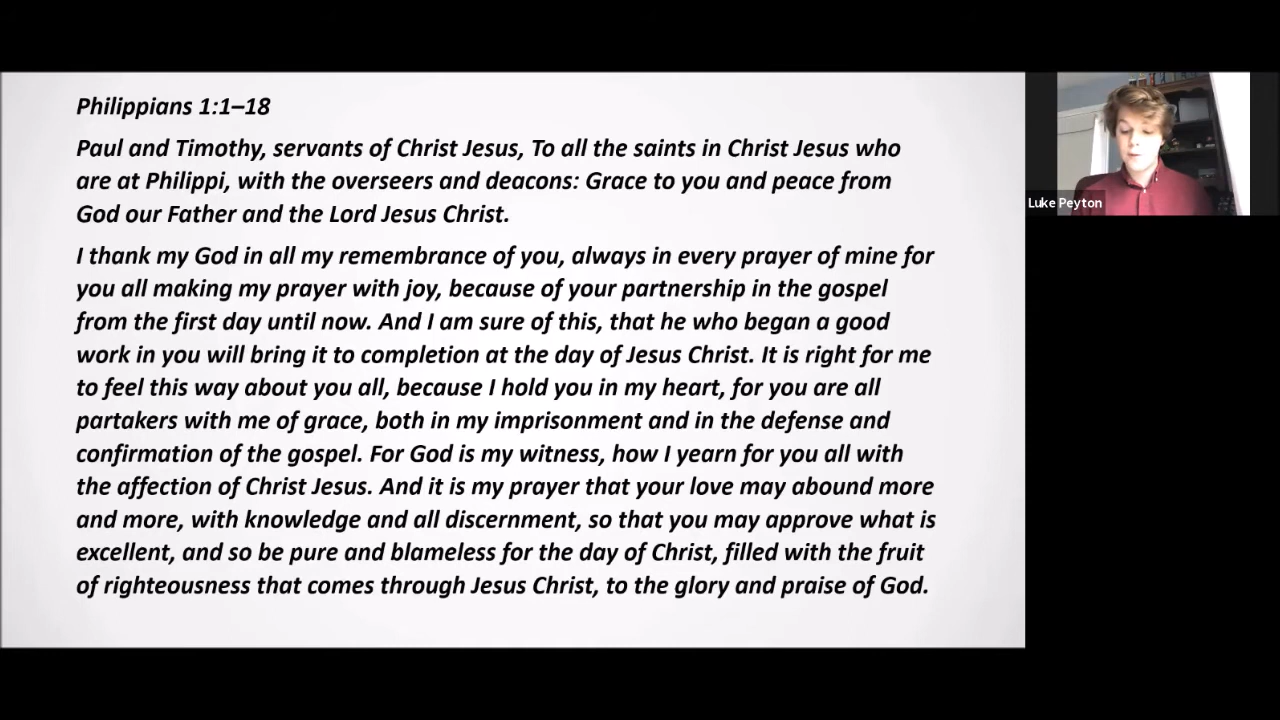 Philippians 1:1–18
Paul and Timothy, servants of Christ Jesus, To all the saints in Christ Jesus who
are at Philippi, with the overseers and deacons: Grace to you and peace from
God our Father and the Lord Jesus Christ.
I thank my God in all my remembrance of you, always in every prayer of mine for
you all making my prayer with joy, because of your partnership in the gospel
from the first day until now. And I am sure of this, that he who began a good
work in you will bring it to completion at the day of Jesus Christ. It is right for me
to feel this way about you all, because I hold you in my heart, for you are all
partakers with me of grace, both in my imprisonment and in the defense and
confirmation of the gospel. For God is my witness, how I yearn for you all with
the affection of Christ Jesus. And it is my prayer that your love may abound more
and more, with knowledge and all discernment, so that you may approve what is
excellent, and so be pure and blameless for the day of Christ, filled with the fruit
of righteousness that comes through Jesus Christ, to the glory and praise of God.
Luke Peyton